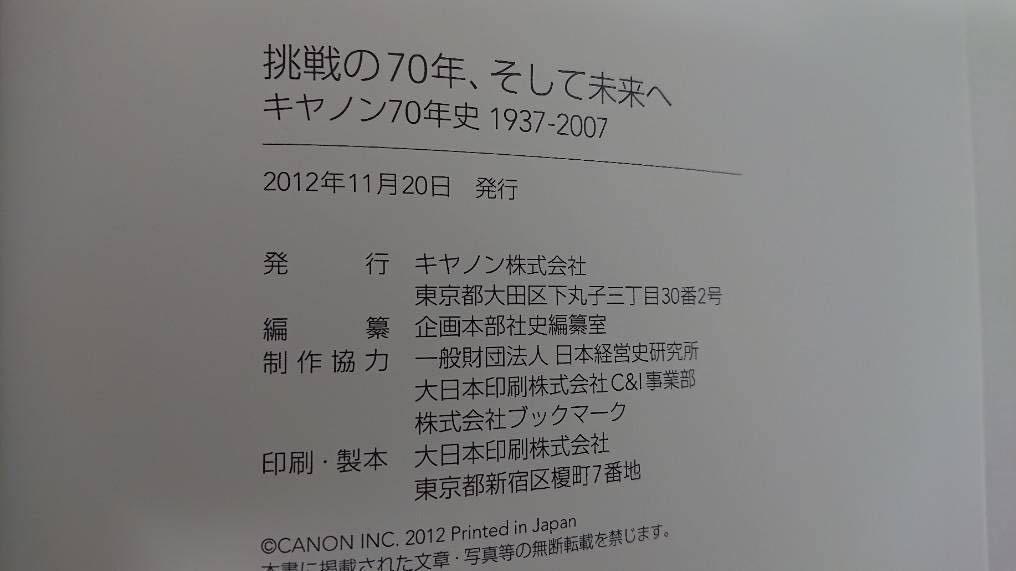 挑戦の70年、そして未来へ
キヤノン70年史 1937-2007
2012年11月20日　発行
発行　キヤノン株式会社
東京都大田区下丸子三丁目30番2号
編纂　企画本部社史編纂室
制作協力　一般財団法人 日本経営史研究所
大日本印刷株式会社C&I事業部
株式会社ブックマーク
印刷・製本　大日本印刷株式会社
東京都新宿区榎町7番地
©CANON INC. 2012 Printed in Japan
本書に掲載された文章・写真等の無断転載を禁じます。